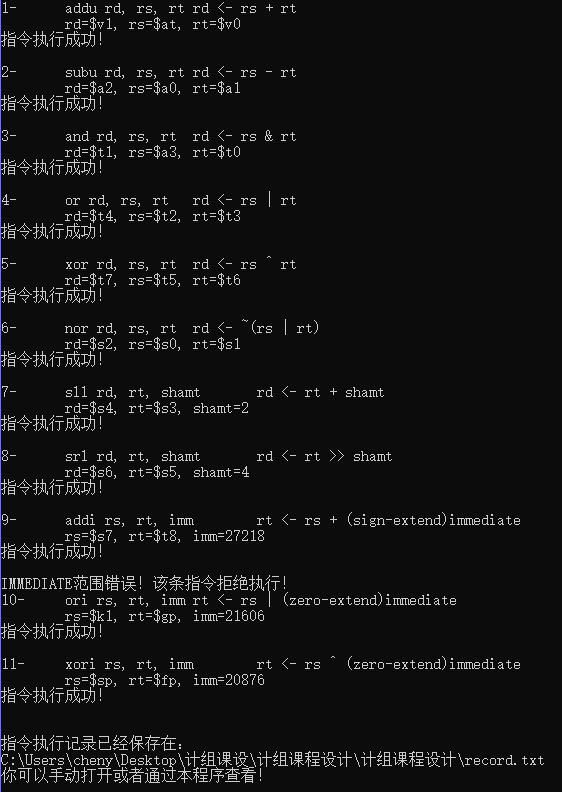 1- addu rd, rs, rt rd <- rs + rt
rd=$v1, rs=$at, rt=$v0
指令执行成功!
2- subu rd, rs, rt rd <- rs - rt
rd=$a2, rs=$a0, rt=$a1
指令执行成功!
3- and rd, rs, rt rd <- rs & rt
rd=$t1, rs=$a3, rt=$t0
指令执行成功!
4- or rd, rs, rt rd <- rs | rt
rd=$t4, rs=$t2, rt=$t3
指令执行成功!
5- xor rd, rs, rt rd <- rs ^ rt
rd=$t7, rs=$t5, rt=$t6
指令执行成功!
6- nor rd, rs, rt rd <- ~(rs | rt)
rd=$s2, rs=$s0, rt=$s1
指令执行成功!
7- sll rd, rt, shamt rd <- rt + shamt
rd=$s4, rt=$s3, shamt=2
指令执行成功!
8- srl rd, rt, shamt rd <- rt >> shamt
rd=$s6, rt=$s5, shamt=4
指令执行成功!
9- addi rs, rt, imm rt <- rs + (sign-extend)immediate
rs=$s7, rt=$t8, imm=27218
指令执行成功!
IMMEDIATE范围错误! 该条指令拒绝执行!
10- ori rs, rt, imm rt <- rs | (zero-extend)immediate
rs=$k1, rt=$gp, imm=21606
指令执行成功!
11- xori rs, rt, imm rt <- rs ^ (zero-extend)immediate
rs=$sp, rt=$fp, imm=20876
指令执行成功!
指令执行记录已经保存在:
C:\Users\cheny\Desktop\计组课设\计组课程设计\计组课程设计\record.txt
你可以手动打开或者通过本程序查看!